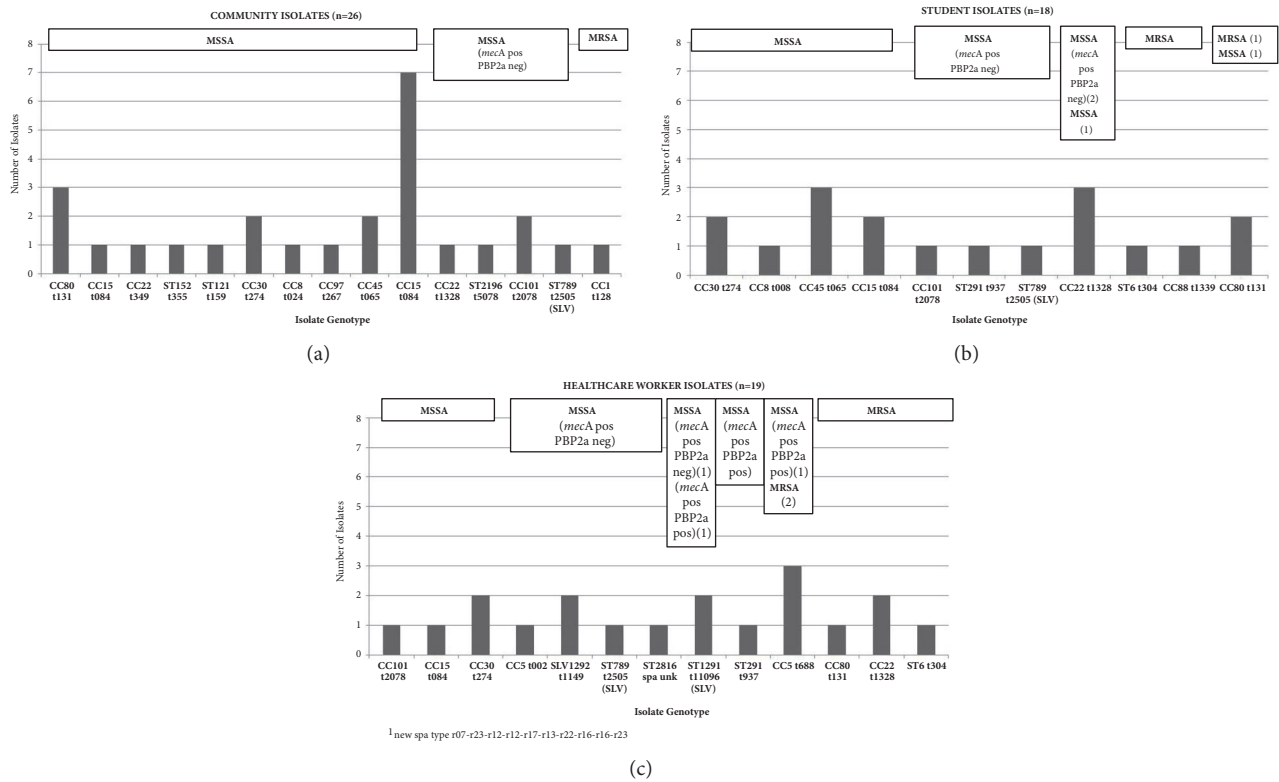 COMMUNITY ISOLATES (n=26)
MSSA
MSSA
(mecA pos
PBP2a neg)
MRSA
Number of Isolates
8
7
6
5
4
3
2
1
0
CC80 t131
CC15 t084
CC22 t349
ST152 t355
ST121 t159
CC30 t274
CC8 t024
CC97 t267
CC45 t065
CC15 t084
CC22 t1328
ST2196 t5078
CC101 t2078
ST789 t2505 (SLV)
CC1 t128
Isolate Genotype
(a)
STUDENT ISOLATES (n=18)
MSSA
MSSA
(mecA pos
PBP2a neg)
MSSA
(mecA
pos
PBP2a
neg)(2)
MSSA
(1)
MRSA
MRSA (1)
MSSA (1)
Number of Isolates
8
7
6
5
4
3
2
1
0
CC30 t274
CC8 t008
CC45 t065
CC15 t084
CC101 t2078
ST291 t937
ST789 t2505 (SLV)
CC22 t1328
ST6 t304
CC88 t1339
CC80 t131
Isolate Genotype
(b)
HEALTHCARE WORKER ISOLATES (n=19)
MSSA
MSSA
(mecA pos
PBP2a neg)
MSSA
(mecA
pos
PBP2a
neg)(1)
(mecA
pos
PBP2a
pos)(1)
MSSA
(mecA
pos
PBP2a
pos)
MSSA
(mecA
pos
PBP2a
pos)(1)
MRSA
(2)
MRSA
Number of Isolates
8
7
6
5
4
3
2
1
0
CC101 t2078
CC15 t084
CC30 t274
CC5 t002
SLV1292 t1149
ST789 t2505 (SLV)
ST2816 spa unk
ST1291 t11096 (SLV)
ST291 t937
CC5 t688
CC80 t131
CC22 t1328
ST6 t304
Isolate Genotype
1 new spa type r07-r23-r12-r12-r17-r13-r22-r16-r16-r23
(c)